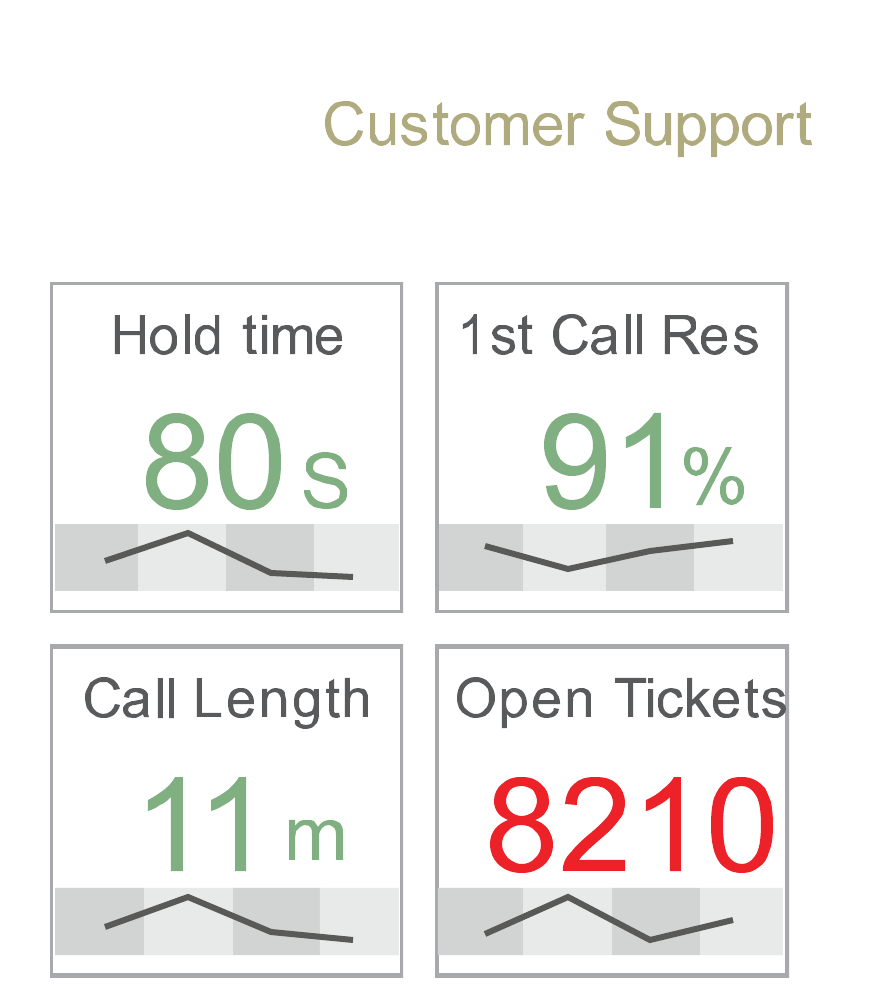 Customer Support
Hold time
80 s
1st Call Res
91%
Call Length
11 m
Open Tickets
8210